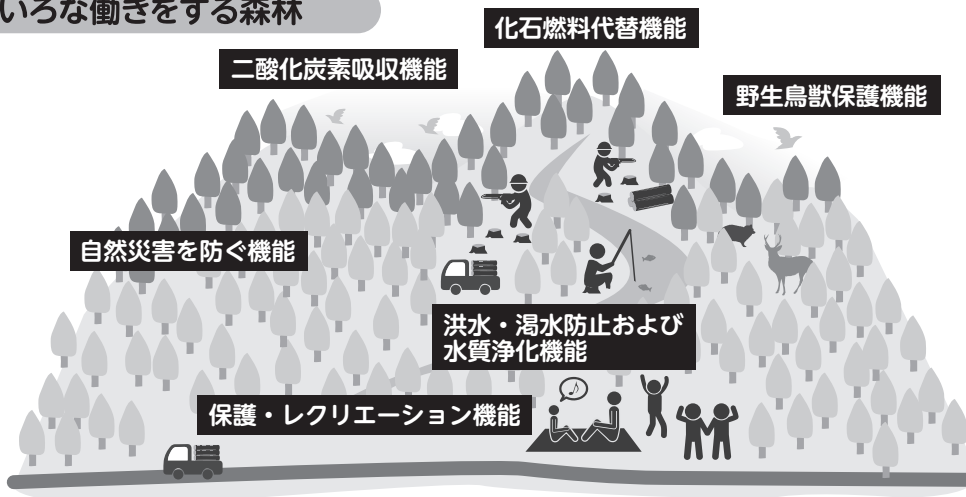 いろな働きをする森林
化石燃料代替機能
二酸化炭素吸収機能
野生鳥獣保護機能
自然災害を防ぐ機能
洪水・渇水防止および
水質浄化機能
保護・レクリエーション機能